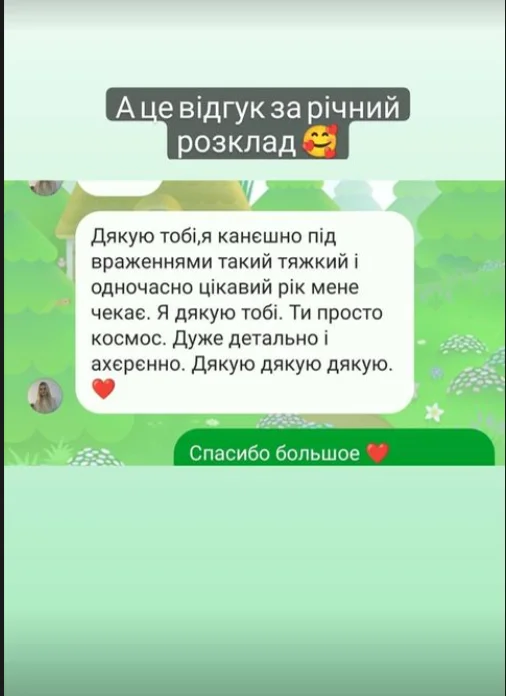 А це відгук за річний
розклад🥰
Дякую тобі,я канєшно під
враженнями такий тяжкий і
одночасно цікавий рік мене
чекає. Я дякую тобі. Ти просто
космос. Дуже детально і
ахєрєнно. Дякую дякую дякую.
❤️
Спасибо большое ❤️